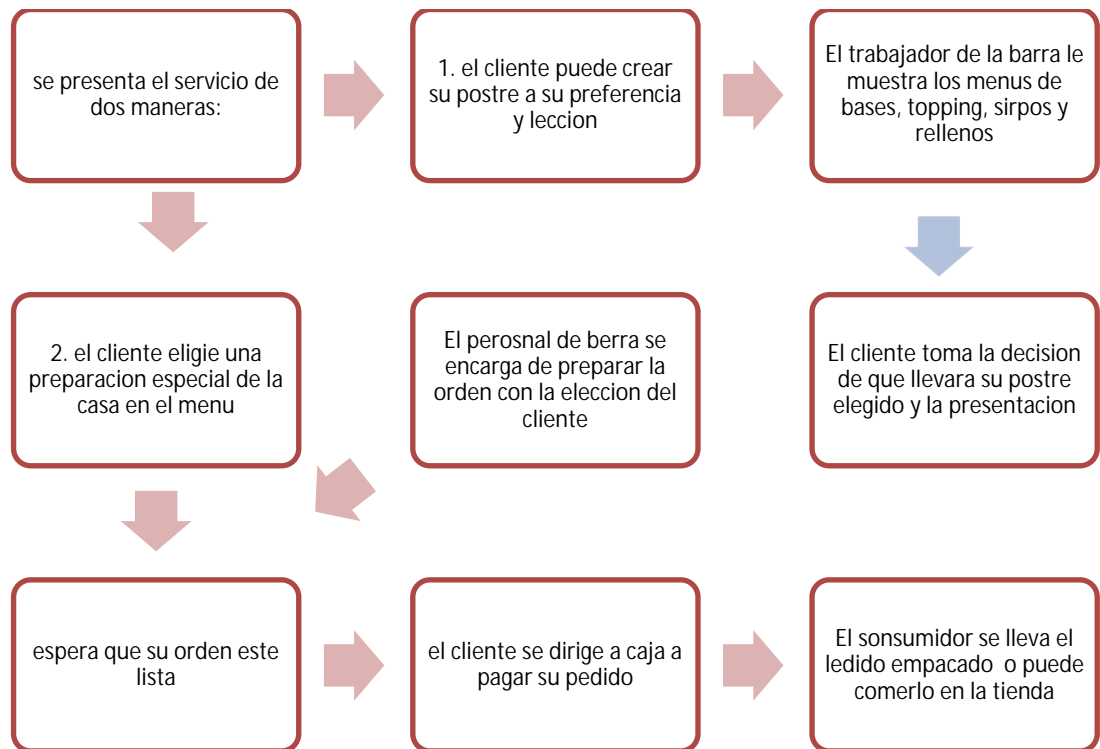 se presenta el servicio de
dos maneras:
1. el cliente puede crear
su postre a su preferencia
y leccion
El trabajador de la barra le
muestra los menus de
bases, topping, sirpos y
rellenos
2. el cliente eligie una
preparacion especial de la
casa en el menu
El perosnal de berra se
encarga de preparar la
orden con la eleccion del
cliente
El cliente toma la decision
de que llevara su postre
elegido y la presentacion
espera que su orden este
lista
el cliente se dirige a caja a
pagar su pedido
El sonsumidor se lleva el
ledido empacado o puede
comerlo en la tienda